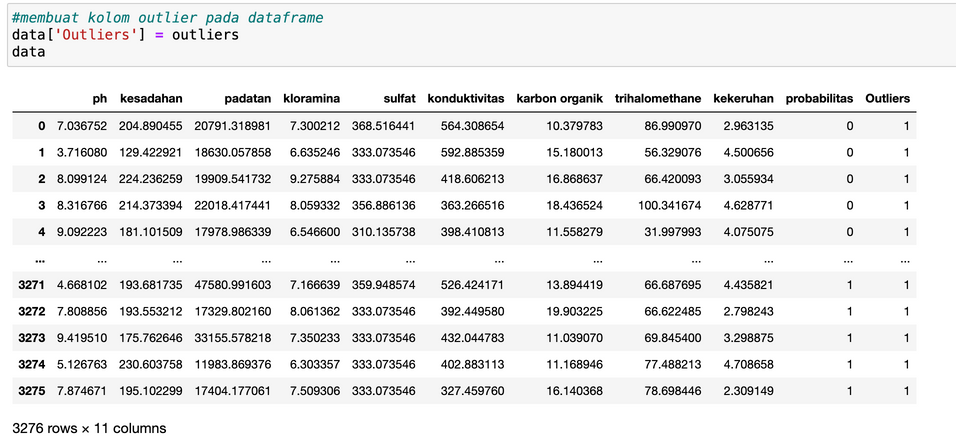 #membuat kolom outlier pada dataframe
data['Outliers'] = outliers
data
ph kesadahan padatan kloramina sulfat konduktivitas karbon organik trihalomethane kekeruhan probabilitas Outliers
0 7.036752 204.890455 20791.318981 7.300212 368.516441 564.308654 10.379783 86.990970 2.963135 0 1
1 3.716080 129.422921 18630.057858 6.635246 333.073546 592.885359 15.180013 56.329076 4.500656 0 1
2 8.099124 224.236259 19909.541732 9.275884 333.073546 418.606213 16.868637 66.420093 3.055934 0 1
3 8.316766 214.373394 22018.417441 8.059332 356.886136 363.266516 18.436524 100.341674 4.628771 0 1
4 9.092223 181.101509 17978.986339 6.546600 310.135738 398.410813 11.558279 31.997993 4.075075 0 1
... ... ... ... ... ... ... ... ... ... ... ...
3271 4.668102 193.681735 47580.991603 7.166639 359.948574 526.424171 13.894419 66.687695 4.435821 1 1
3272 7.808856 193.553212 17329.802160 8.061362 333.073546 392.449580 19.903225 66.622485 2.798243 1 1
3273 9.419510 175.762646 33155.578218 7.350233 333.073546 432.044783 11.039070 69.845400 3.298875 1 1
3274 5.126763 230.603758 11983.869376 6.303357 333.073546 402.883113 11.168946 77.488213 4.708658 1 1
3275 7.874671 195.102299 17404.177061 7.509306 333.073546 327.459760 16.140368 78.698446 2.309149 1 1
3276 rows × 11 columns